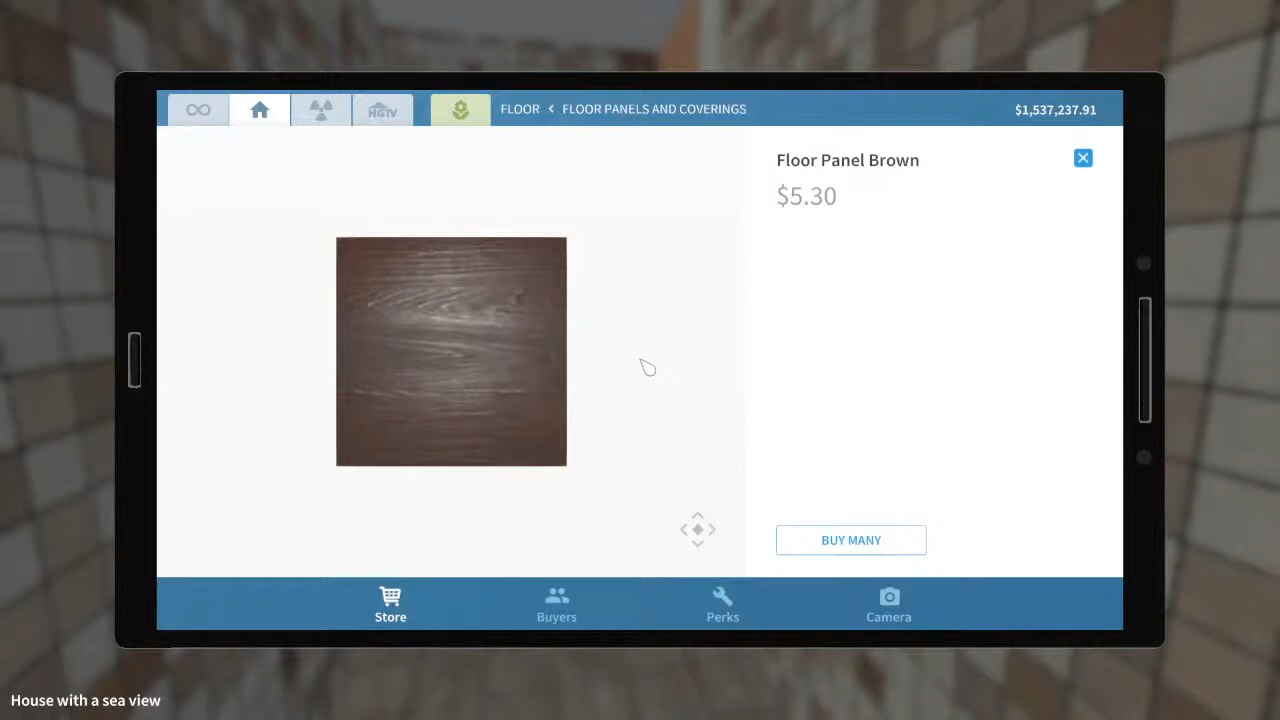 HGTV
FLOOR < FLOOR PANELS AND COVERINGS
$1,537,237.91
Floor Panel Brown
$5.30
BUY MANY
Store
Buyers
Perks
Camera
House with a sea view